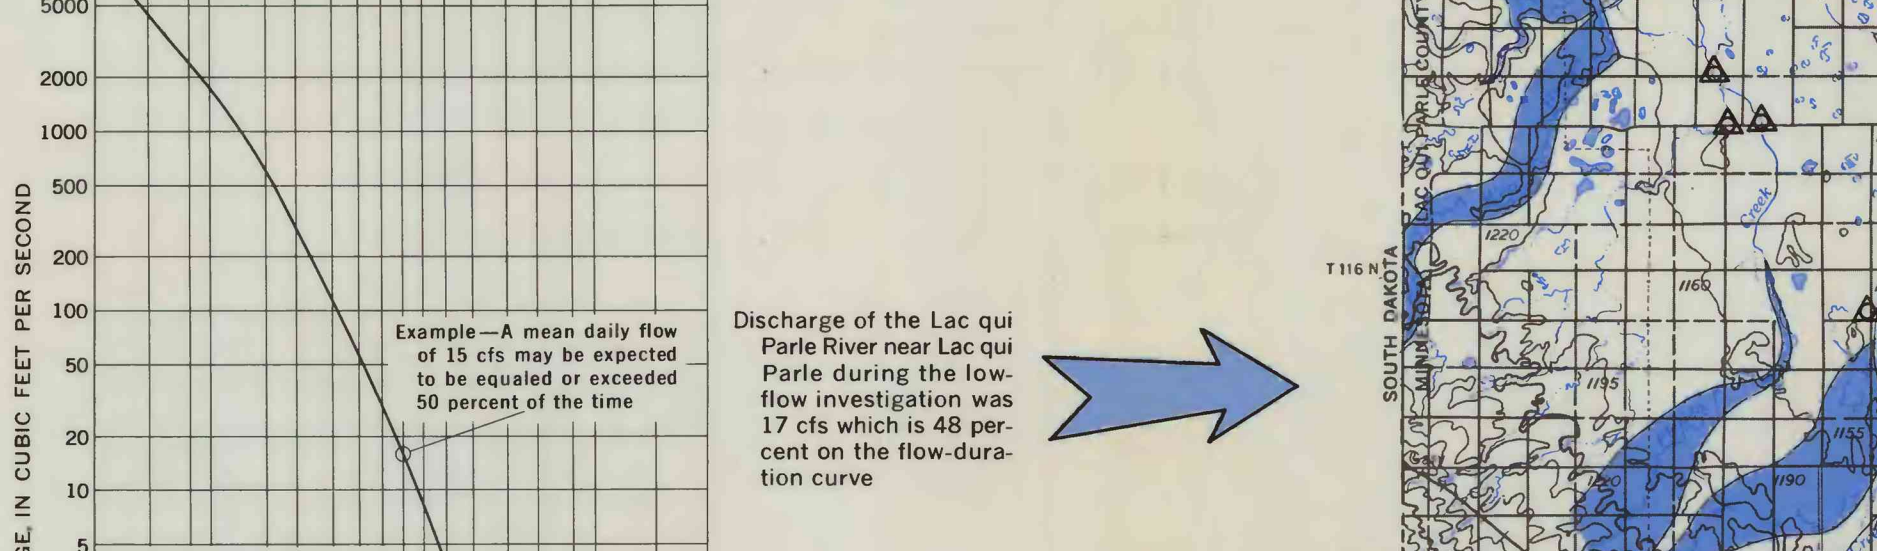 5000
2000
1000
500
200
100
50
20
10
5
GE, IN CUBIC FEET PER SECOND
Example—A mean daily flow
of 15 cfs may be expected
to be equaled or exceeded
50 percent of the time
Discharge of the Lac qui
Parle River near Lac qui
Parle during the low-
flow investigation was
17 cfs which is 48 per-
cent on the flow-dura-
tion curve
T 116 N
SOUTH DAKOTA
MINNESOTA
LAC QUI PARLE COUNTY
Creek
1220
1160
1195
1155
1190